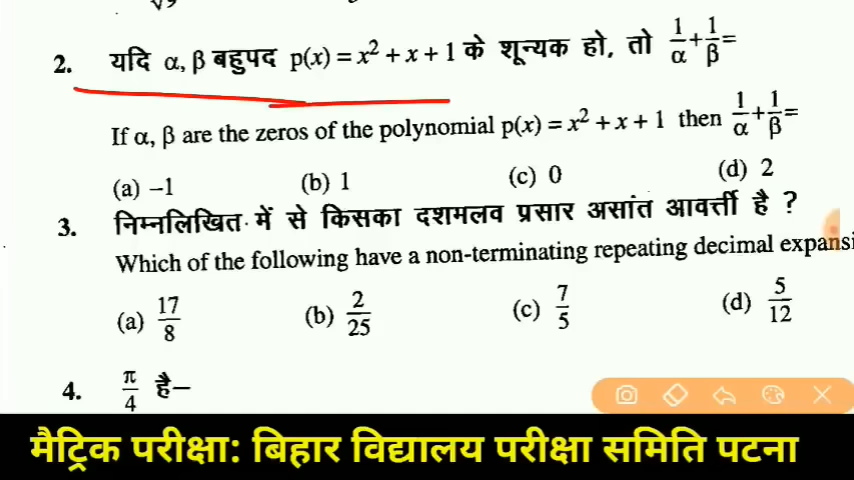 2. यदि α, β बहुपद p(x) = x² + x + 1 के शून्यक हो, तो 1/α + 1/β =
If α, β are the zeros of the polynomial p(x) = x² + x + 1 then 1/α + 1/β =
(a) –1 (b) 1 (c) 0 (d) 2
3. निम्नलिखित में से किसका दशमलव प्रसार असांत आवर्त्ती है ?
Which of the following have a non-terminating repeating decimal expansi
(a) 17/8 (b) 2/25 (c) 7/5 (d) 5/12
4. π/4 है–
मैट्रिक परीक्षा: बिहार विद्यालय परीक्षा समिति पटना